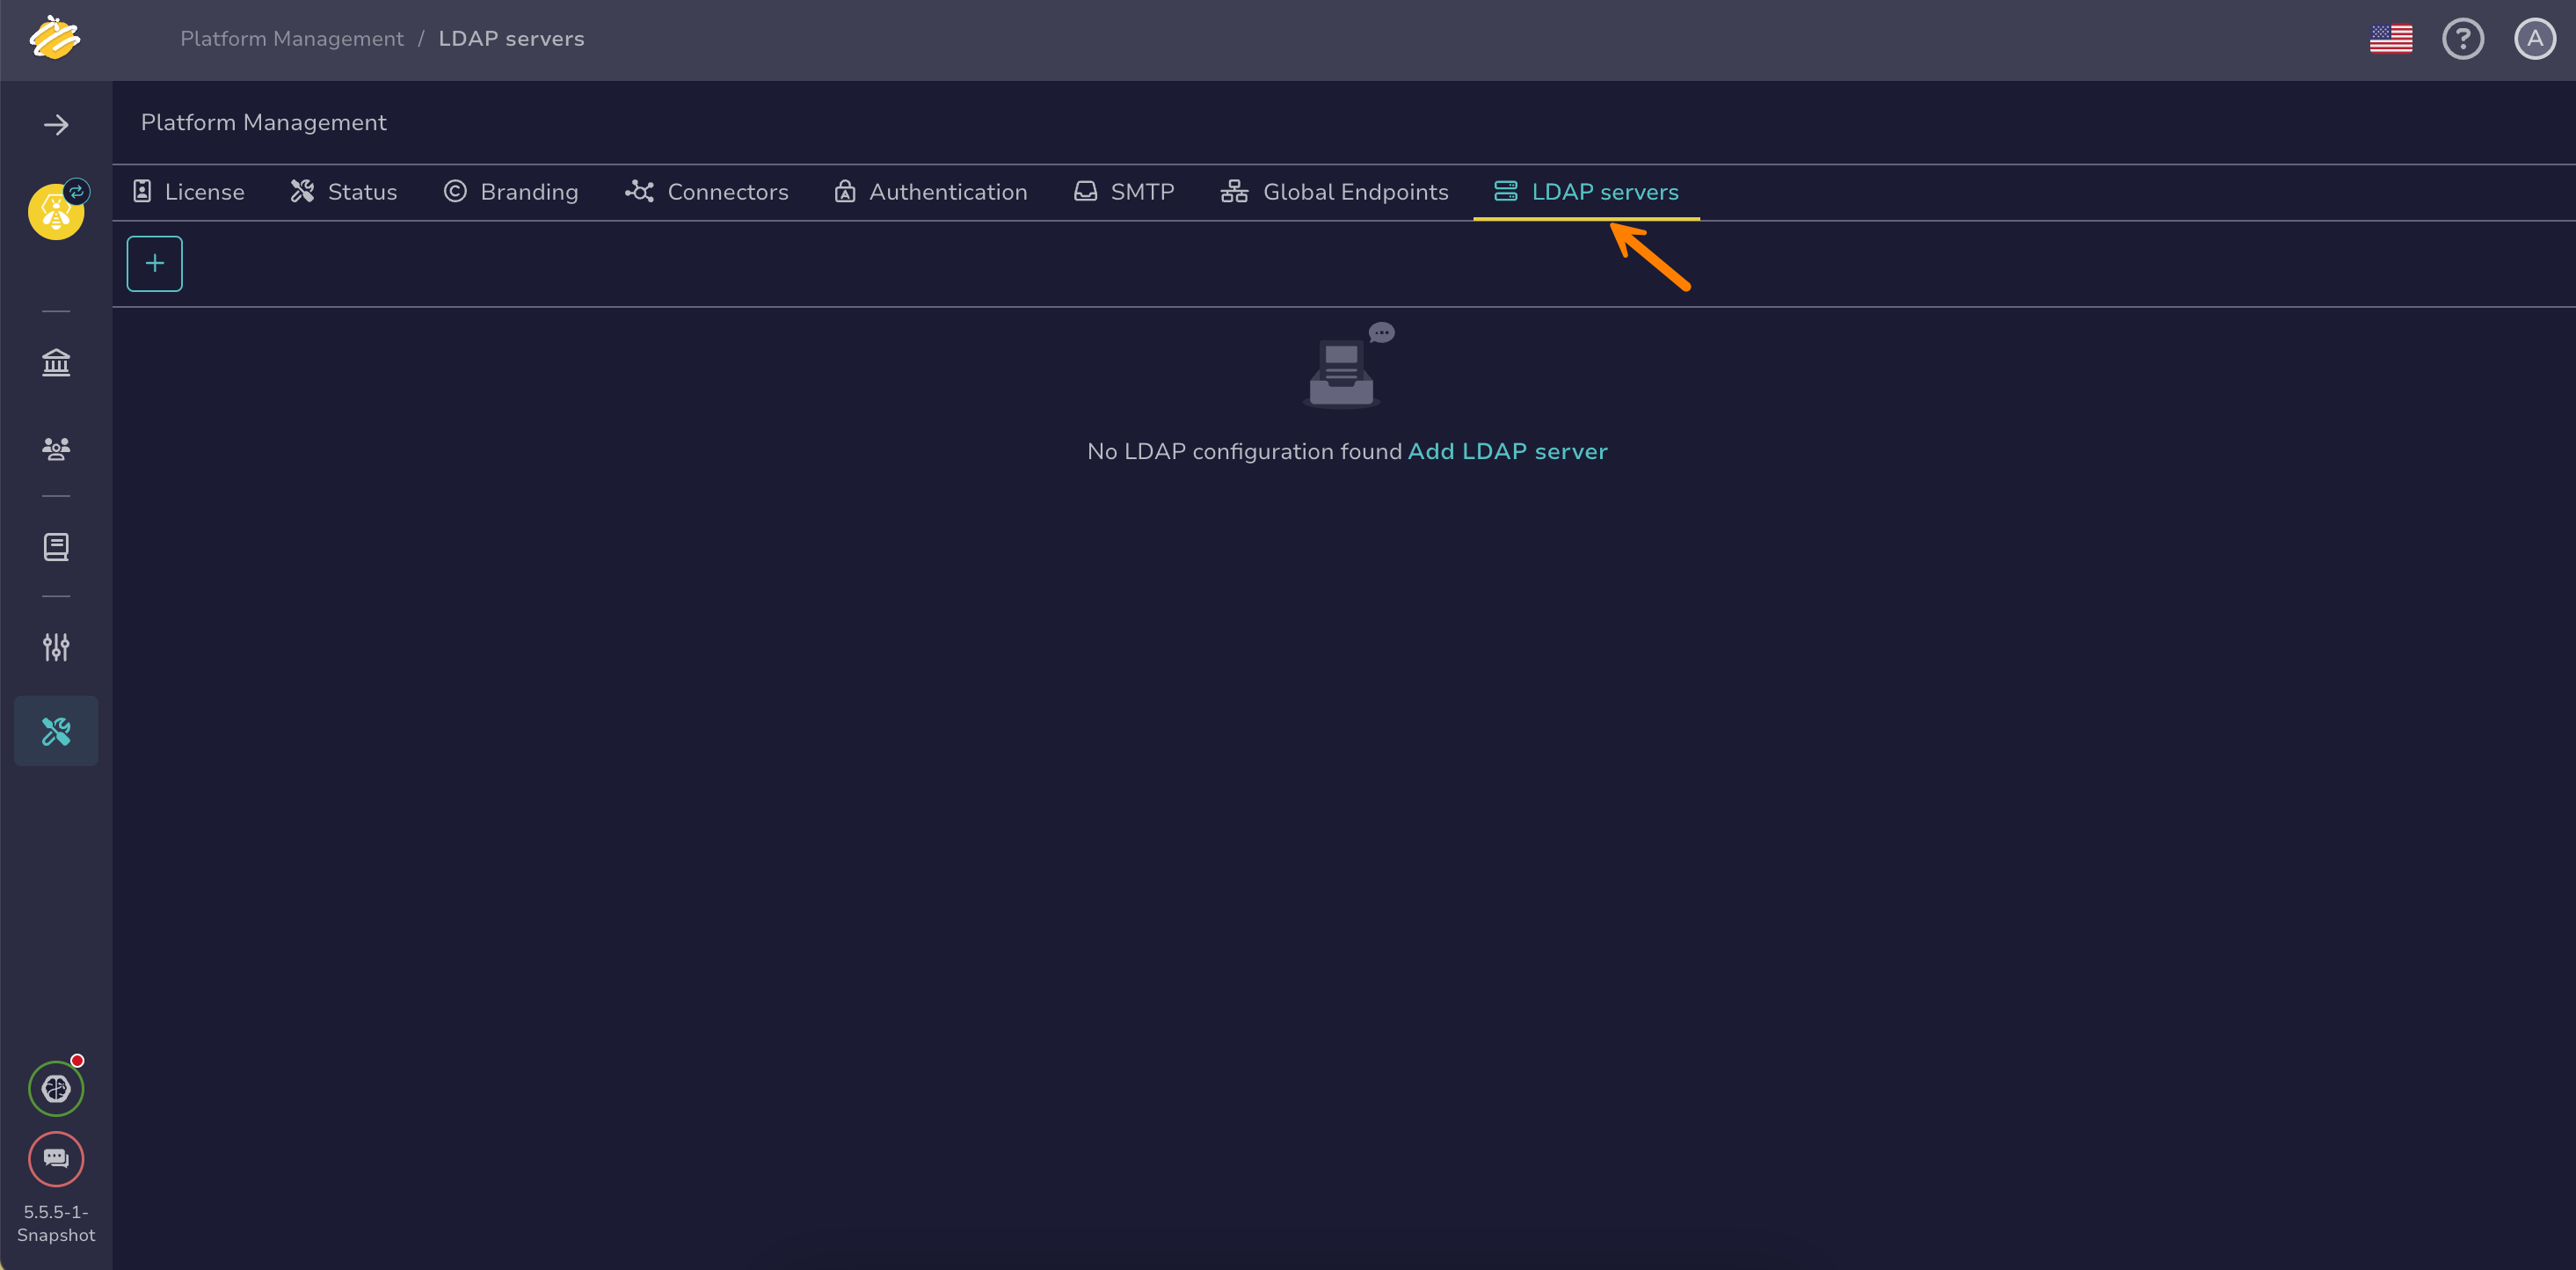 Platform Management / LDAP servers
A
Platform Management
License Status Branding Connectors Authentication SMTP Global Endpoints LDAP servers
+
No LDAP configuration found Add LDAP server
5.5.5-1-
Snapshot